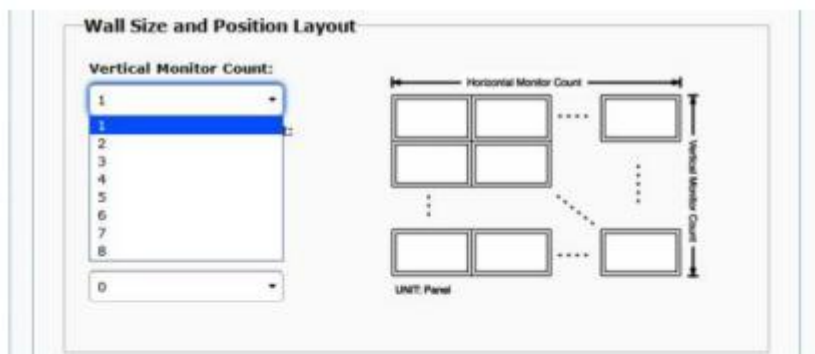 Wall Size and Position Layout
Vertical Monitor Count:
1
1
2
3
4
5
6
7
8
0
Horizontal Monitor Count
Vertical Monitor Count
UNIT: Panel